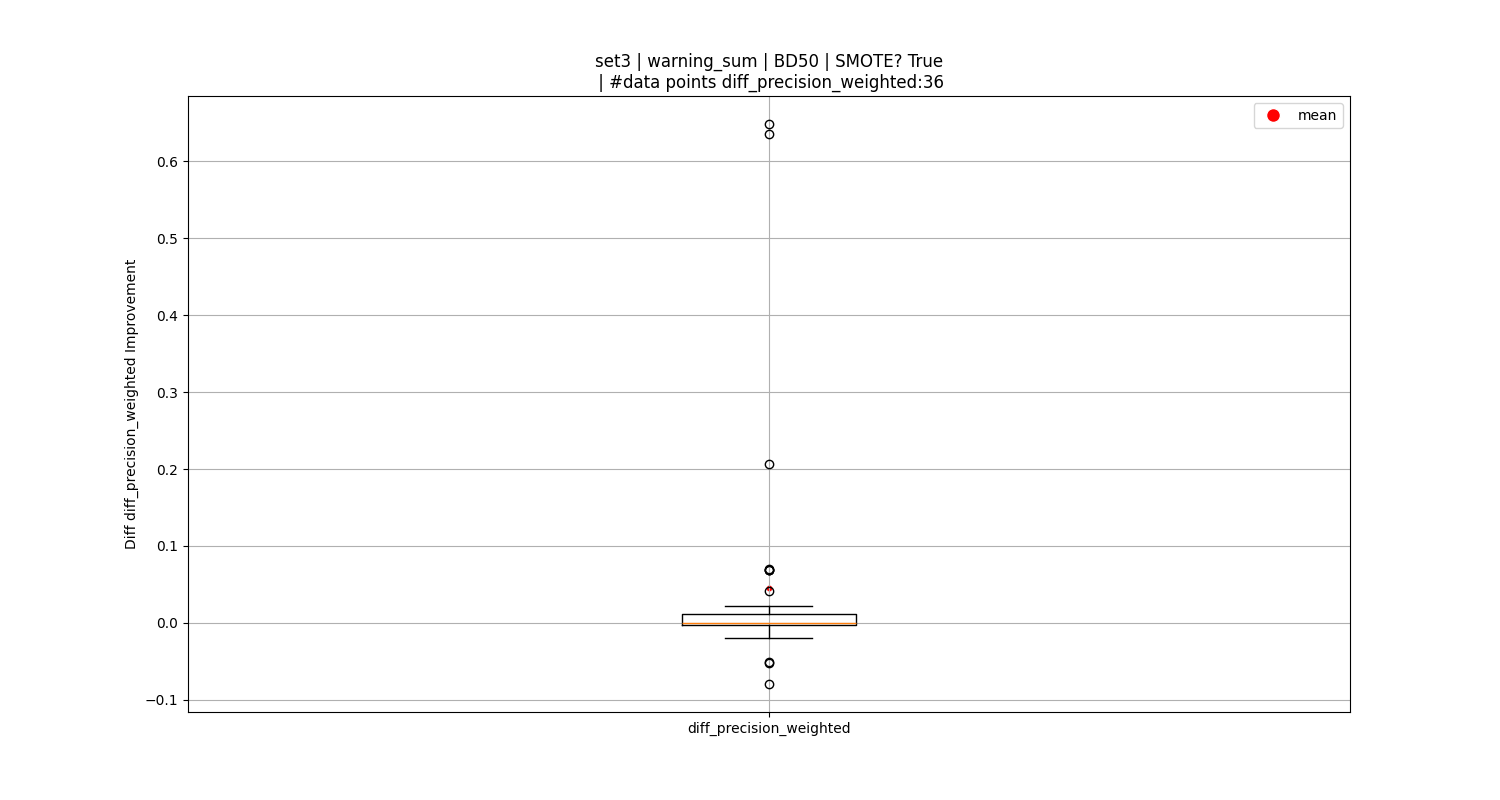 set3 | warning_sum | BD50 | SMOTE? True
| #data points diff_precision_weighted:36
mean
0.6
0.5
0.4
0.3
0.2
0.1
0.0
−0.1
Diff diff_precision_weighted Improvement
diff_precision_weighted